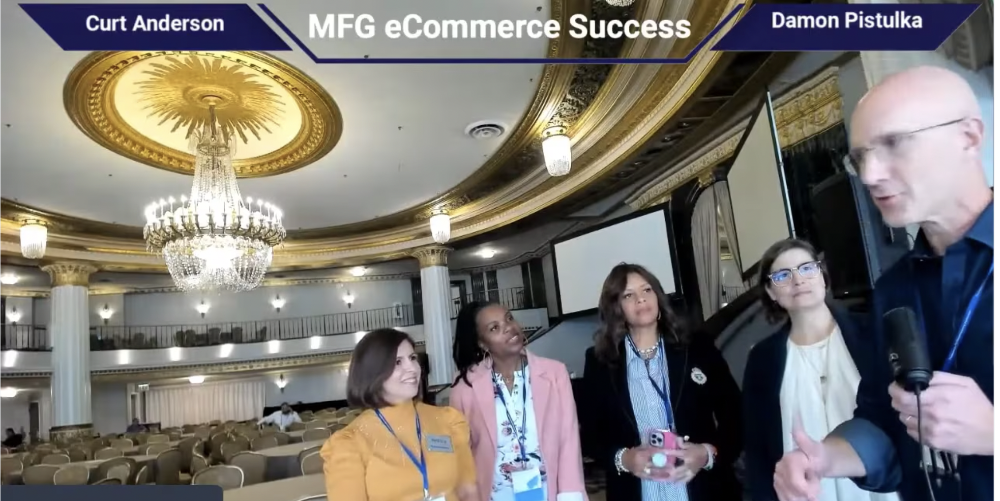 Curt Anderson
MFG eCommerce Success
Damon Pistulka